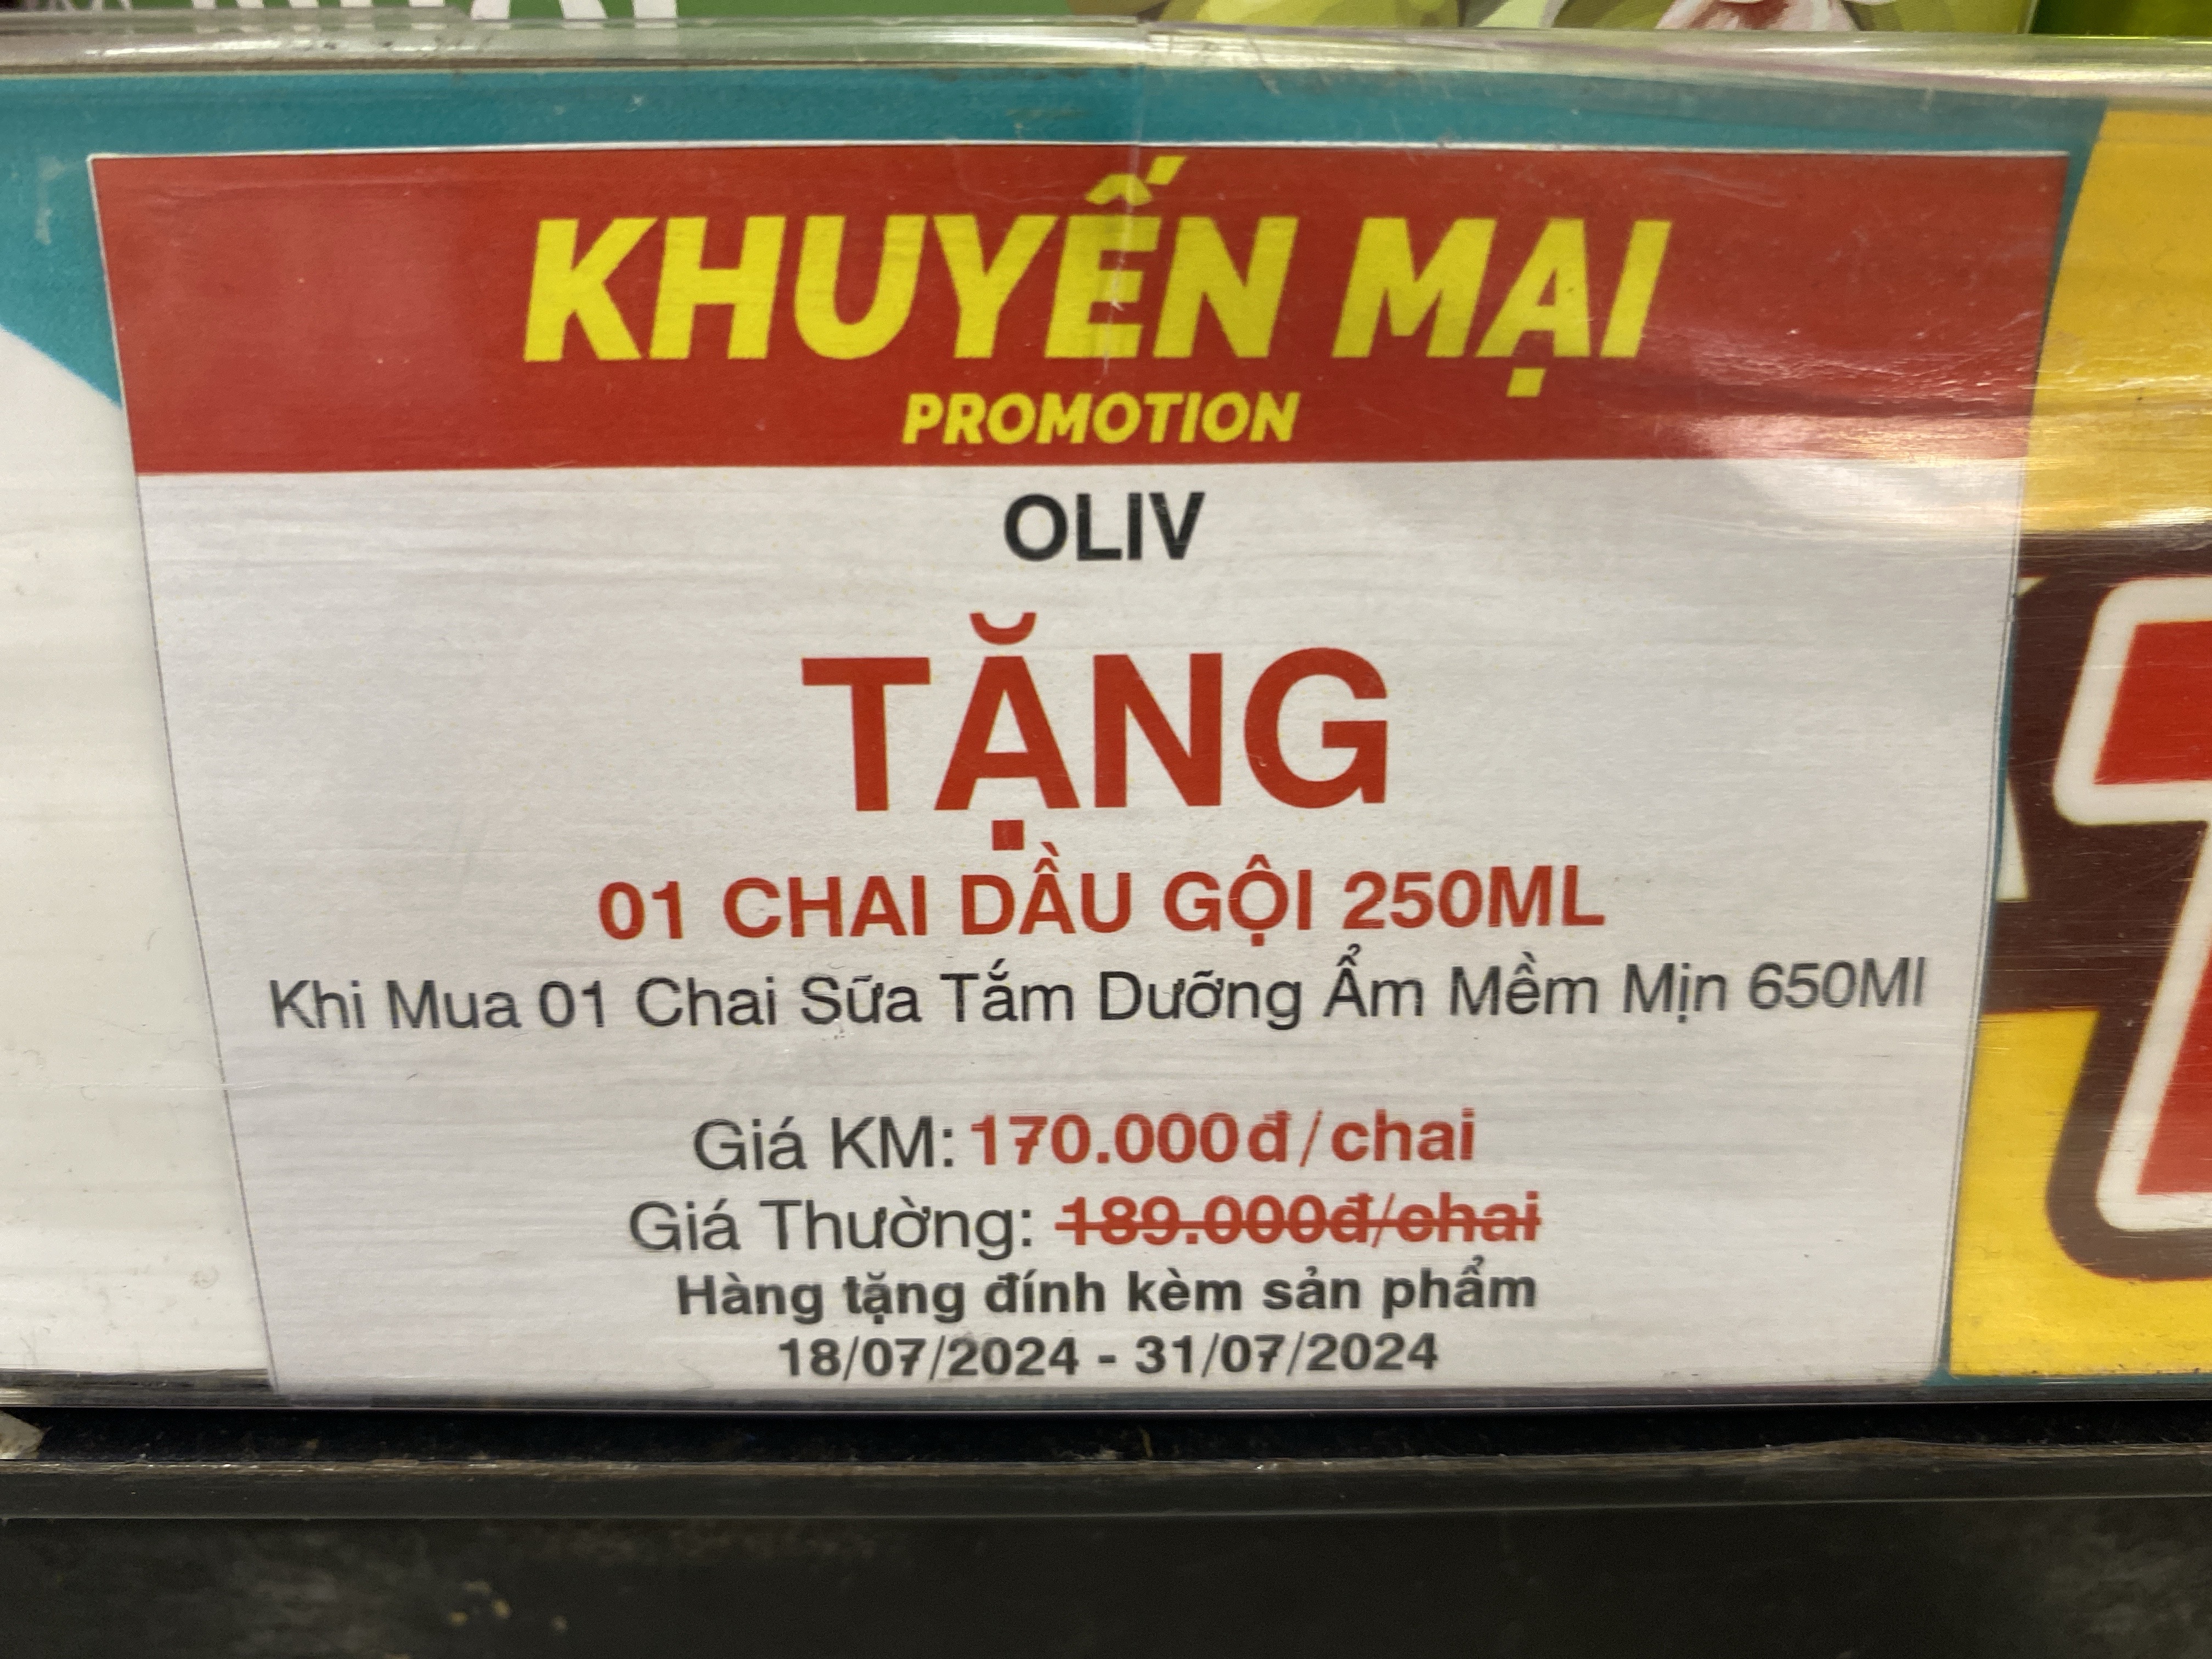 KHUYẾN MẠI
PROMOTION
OLIV
TẶNG
01 CHAI DẦU GỘI 250ML
Khi Mua 01 Chai Sữa Tắm Dưỡng Ẩm Mềm Mịn 650Ml
Giá KM: 170.000đ/chai
Giá Thường: 189.000đ/chai
Hàng tặng đính kèm sản phẩm
18/07/2024 - 31/07/2024